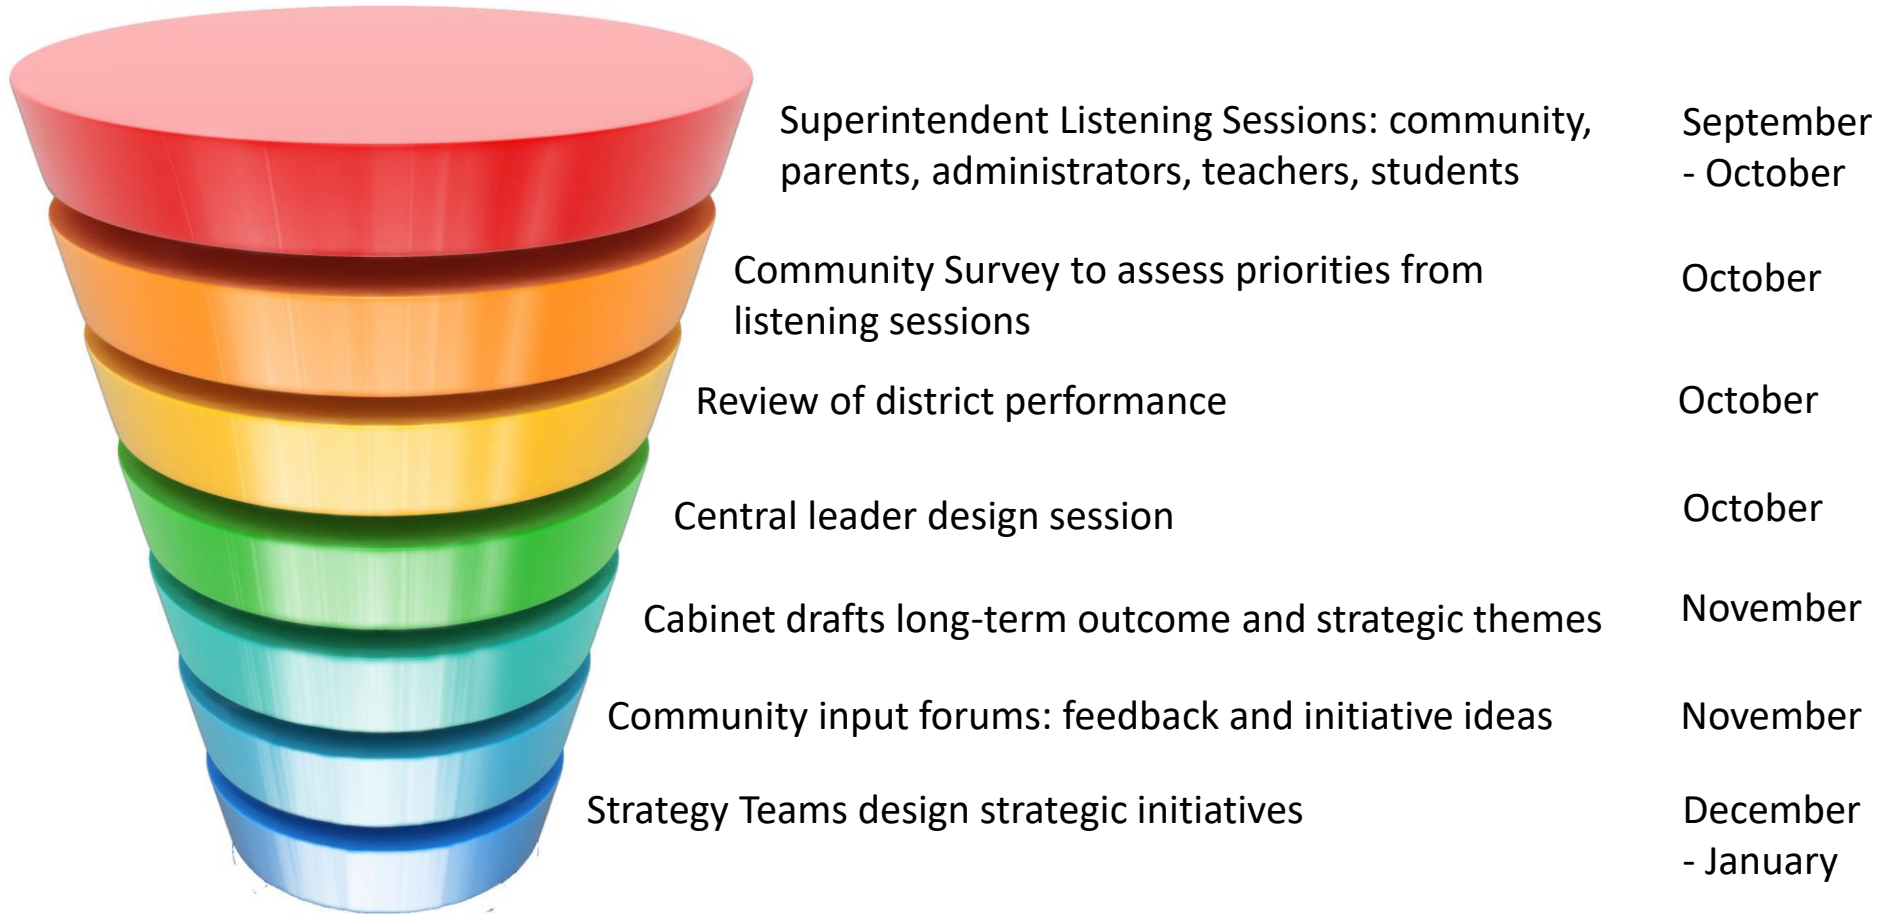 Superintendent Listening Sessions: community,
parents, administrators, teachers, students
September
- October
Community Survey to assess priorities from
listening sessions
October
Review of district performance
October
Central leader design session
October
Cabinet drafts long-term outcome and strategic themes
November
Community input forums: feedback and initiative ideas
November
Strategy Teams design strategic initiatives
December
- January